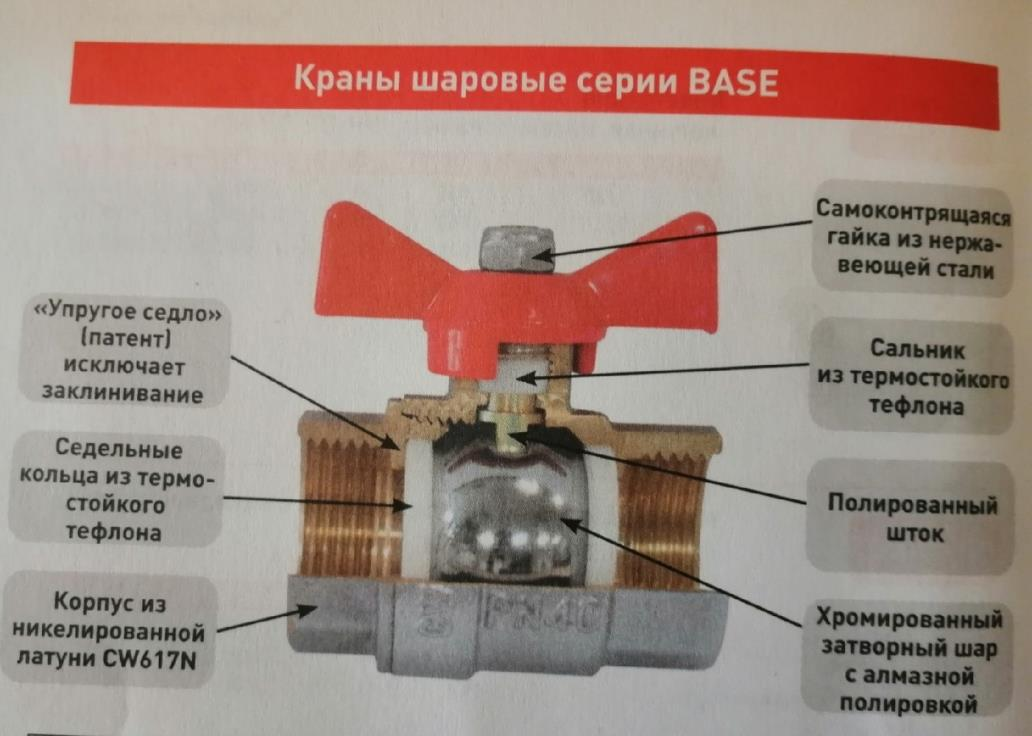 Краны шаровые серии BASE
«Упругое седло»
(патент)
исключает
заклинивание
Седельные
кольца из термо-
стойкого
тефлона
Корпус из
никелированной
латуни CW617N
Самоконтрящаяся
гайка из нержа-
веющей стали
Сальник
из термостойкого
тефлона
Полированный
шток
Хромированный
затворный шар
с алмазной
полировкой
PN40